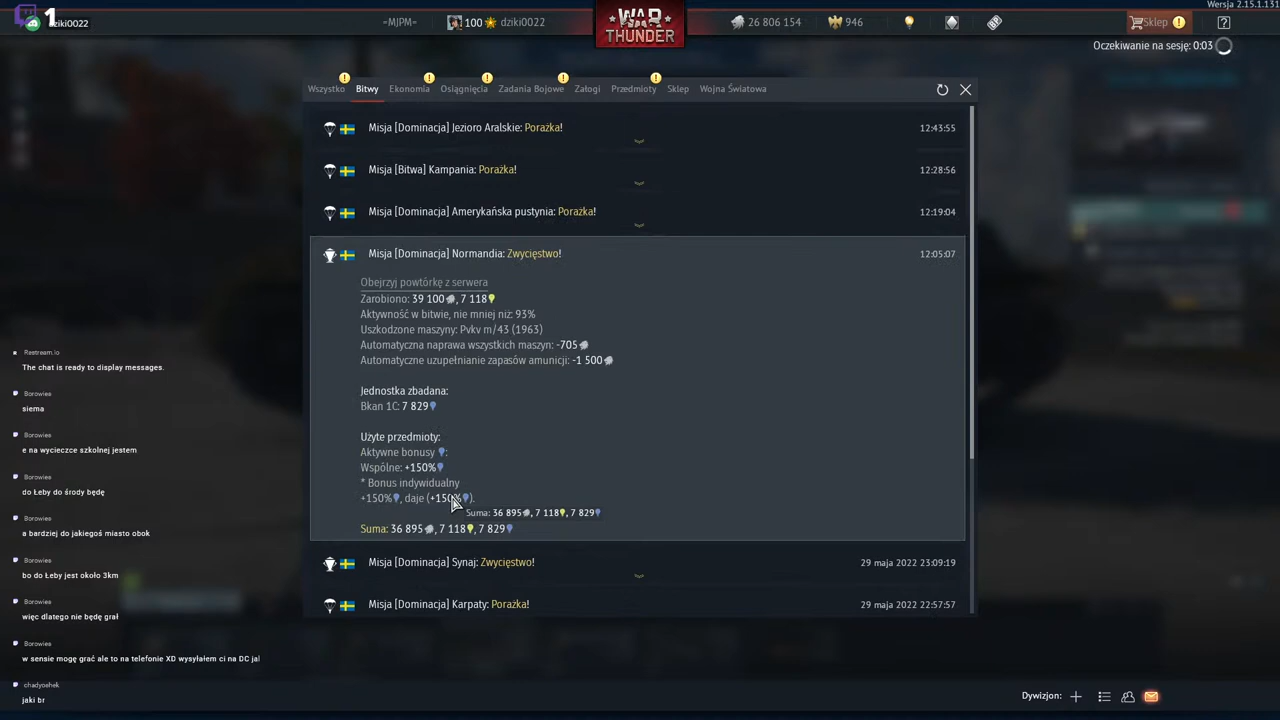 Wersja 2.15.1.131
1
dziki0022
=MJPM=
100 dziki0022
WAR THUNDER
26 806 154
946
Sklep
Oczekiwanie na sesję: 0:03
Wszystko Bitwy Ekonomia Osiągnięcia Zadania Bojowe Załogi Przedmioty Sklep Wojna Światowa
Misja [Dominacja] Jezioro Aralskie: Porażka! 12:43:55
Misja [Bitwa] Kampania: Porażka! 12:28:56
Misja [Dominacja] Amerykańska pustynia: Porażka! 12:19:04
Misja [Dominacja] Normandia: Zwycięstwo! 12:05:07
Obejrzyj powtórkę z serwera
Zarobiono: 39 100, 7 118
Aktywność w bitwie, nie mniej niż: 93%
Uszkodzone maszyny: Pvkv m/43 (1963)
Automatyczna naprawa wszystkich maszyn: -705
Automatyczne uzupełnianie zapasów amunicji: -1 500
Jednostka zbadana:
Bkan 1C: 7 829
Użyte przedmioty:
Aktywne bonusy :
Wspólne: +150%
* Bonus indywidualny
+150%, daje (+150%).
Suma: 36 895, 7 118, 7 829
Suma: 36 895, 7 118, 7 829
Misja [Dominacja] Synaj: Zwycięstwo! 29 maja 2022 23:09:19
Misja [Dominacja] Karpaty: Porażka! 29 maja 2022 22:57:57
Restream.io
The chat is ready to display messages.
Borowiee
siema
Borowiee
e na wycieczce szkolnej jestem
Borowiee
do Łeby do środy będę
Borowiee
a bardziej do jakiegoś miasto obok
Borowiee
bo do Łeby jest około 3km
Borowiee
więc dlatego nie będę grał
Borowiee
w sensie mogę grać ale to na telefonie XD wysyłałem ci na DC jal
chadyoshek
jaki br
Dywizjon: